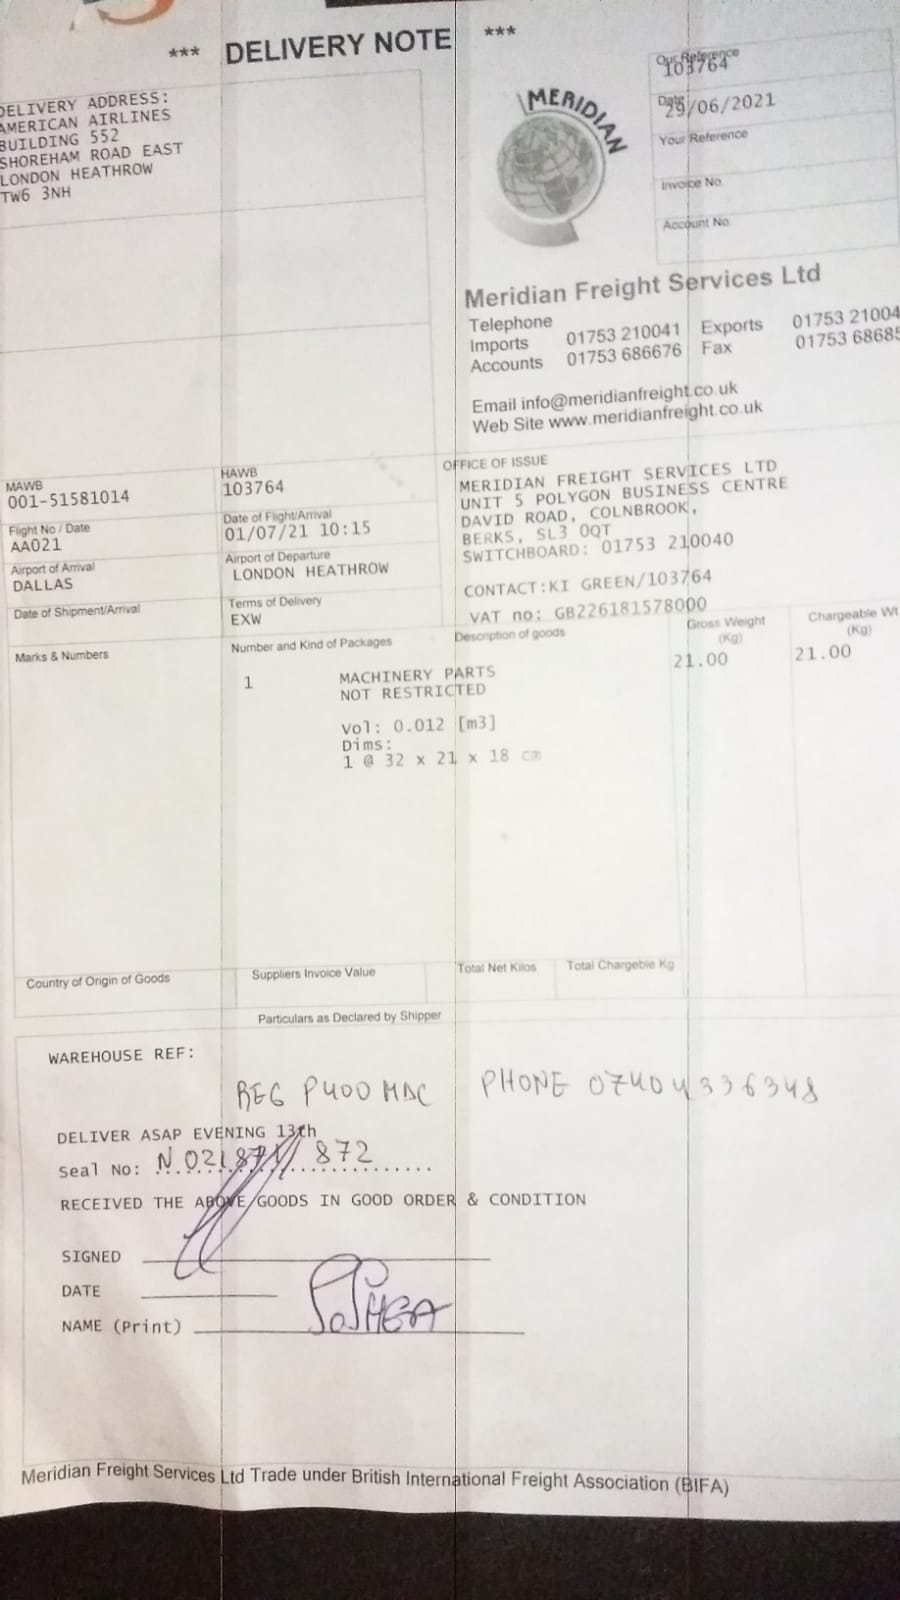 *** DELIVERY NOTE ***
DELIVERY ADDRESS:
AMERICAN AIRLINES
BUILDING 552
SHOREHAM ROAD EAST
LONDON HEATHROW
TW6 3NH
MERIDIAN
Our Reference
103764
Date
29/06/2021
Your Reference
Invoice No.
Account No.
Meridian Freight Services Ltd
Telephone
Imports 01753 210041 Exports 01753 21004
Accounts 01753 686676 Fax 01753 68685
Email info@meridianfreight.co.uk
Web Site www.meridianfreight.co.uk
MAWB
001-51581014
HAWB
103764
Flight No / Date
AA021
Date of Flight/Arrival
01/07/21 10:15
Airport of Arrival
DALLAS
Airport of Departure
LONDON HEATHROW
Date of Shipment/Arrival
Terms of Delivery
EXW
OFFICE OF ISSUE
MERIDIAN FREIGHT SERVICES LTD
UNIT 5 POLYGON BUSINESS CENTRE
DAVID ROAD, COLNBROOK,
BERKS, SL3 0QT
SWITCHBOARD: 01753 210040
CONTACT:KI GREEN/103764
VAT no: GB226181578000
Marks & Numbers Number and Kind of Packages Description of goods Gross Weight (Kg) Chargeable Wt (Kg)
1 MACHINERY PARTS 21.00 21.00
NOT RESTRICTED
Vol: 0.012 [m3]
Dims:
1 @ 32 x 21 x 18 cm
Country of Origin of Goods Suppliers Invoice Value Total Net Kilos Total Chargeble Kg
Particulars as Declared by Shipper
WAREHOUSE REF:
REG P400 MDC PHONE 07404336348
DELIVER ASAP EVENING 13th
Seal No: N.021871/872
RECEIVED THE ABOVE GOODS IN GOOD ORDER & CONDITION
SIGNED
DATE
NAME (Print)
Meridian Freight Services Ltd Trade under British International Freight Association (BIFA)